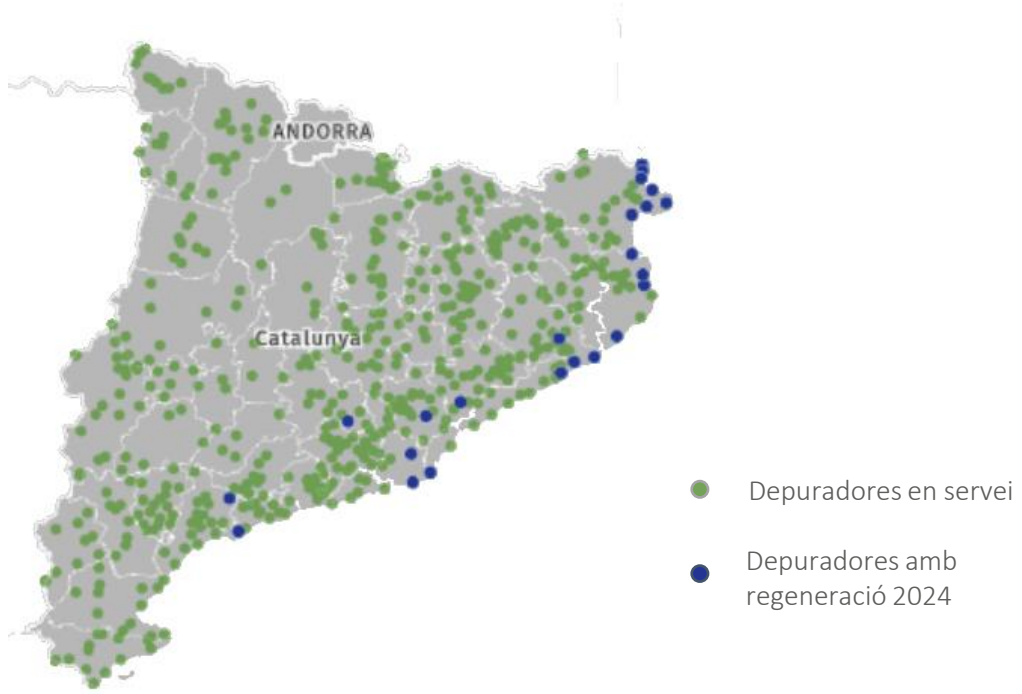 ANDORRA
Catalunya
Depuradores en servei
Depuradores amb
regeneració 2024